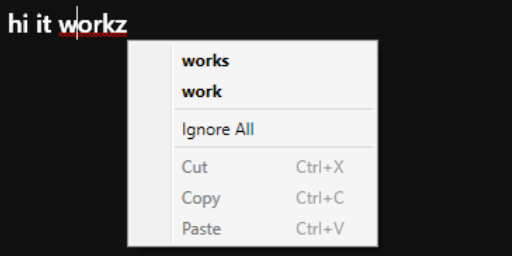 hi it workz
works
work
Ignore All
Cut Ctrl+X
Copy Ctrl+C
Paste Ctrl+V